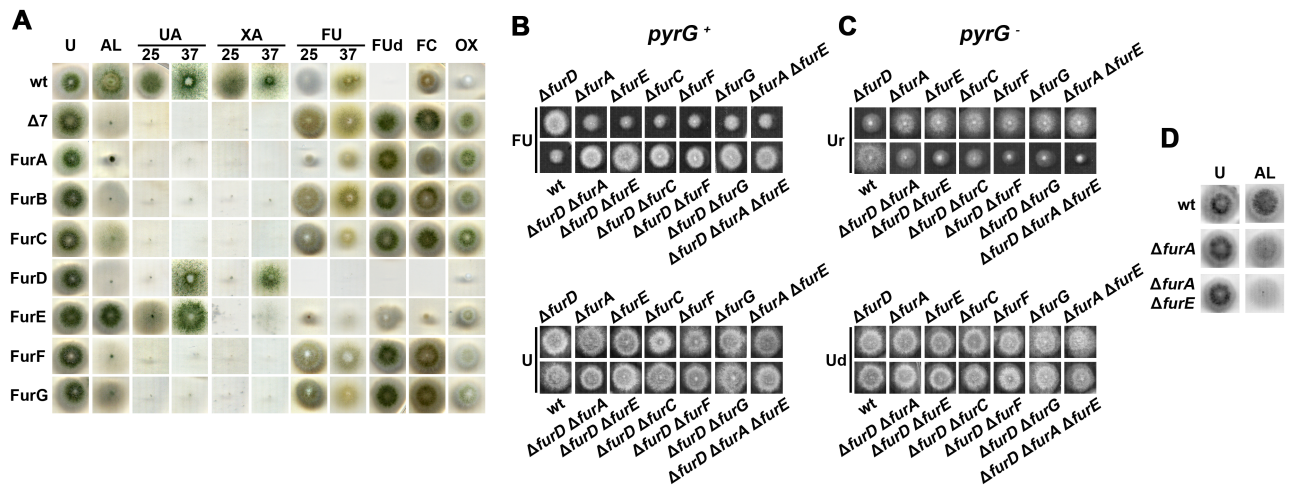 A
UA XA FU
U AL 25 37 25 37 25 37 FUd FC OX
wt
Δ7
FurA
FurB
FurC
FurD
FurE
FurF
FurG
B
pyrG +
ΔfurD ΔfurA ΔfurE ΔfurC ΔfurF ΔfurG ΔfurA ΔfurE
FU
wt ΔfurD ΔfurA ΔfurD ΔfurE ΔfurD ΔfurC ΔfurD ΔfurF ΔfurD ΔfurG ΔfurD ΔfurA ΔfurE
ΔfurD ΔfurA ΔfurE ΔfurC ΔfurF ΔfurG ΔfurA ΔfurE
U
wt ΔfurD ΔfurA ΔfurD ΔfurE ΔfurD ΔfurC ΔfurD ΔfurF ΔfurD ΔfurG ΔfurD ΔfurA ΔfurE
C
pyrG -
ΔfurD ΔfurA ΔfurE ΔfurC ΔfurF ΔfurG ΔfurA ΔfurE
Ur
wt ΔfurD ΔfurA ΔfurD ΔfurE ΔfurD ΔfurC ΔfurD ΔfurF ΔfurD ΔfurG ΔfurD ΔfurA ΔfurE
ΔfurD ΔfurA ΔfurE ΔfurC ΔfurF ΔfurG ΔfurA ΔfurE
Ud
wt ΔfurD ΔfurA ΔfurD ΔfurE ΔfurD ΔfurC ΔfurD ΔfurF ΔfurD ΔfurG ΔfurD ΔfurA ΔfurE
D
U AL
wt
ΔfurA
ΔfurA
ΔfurE